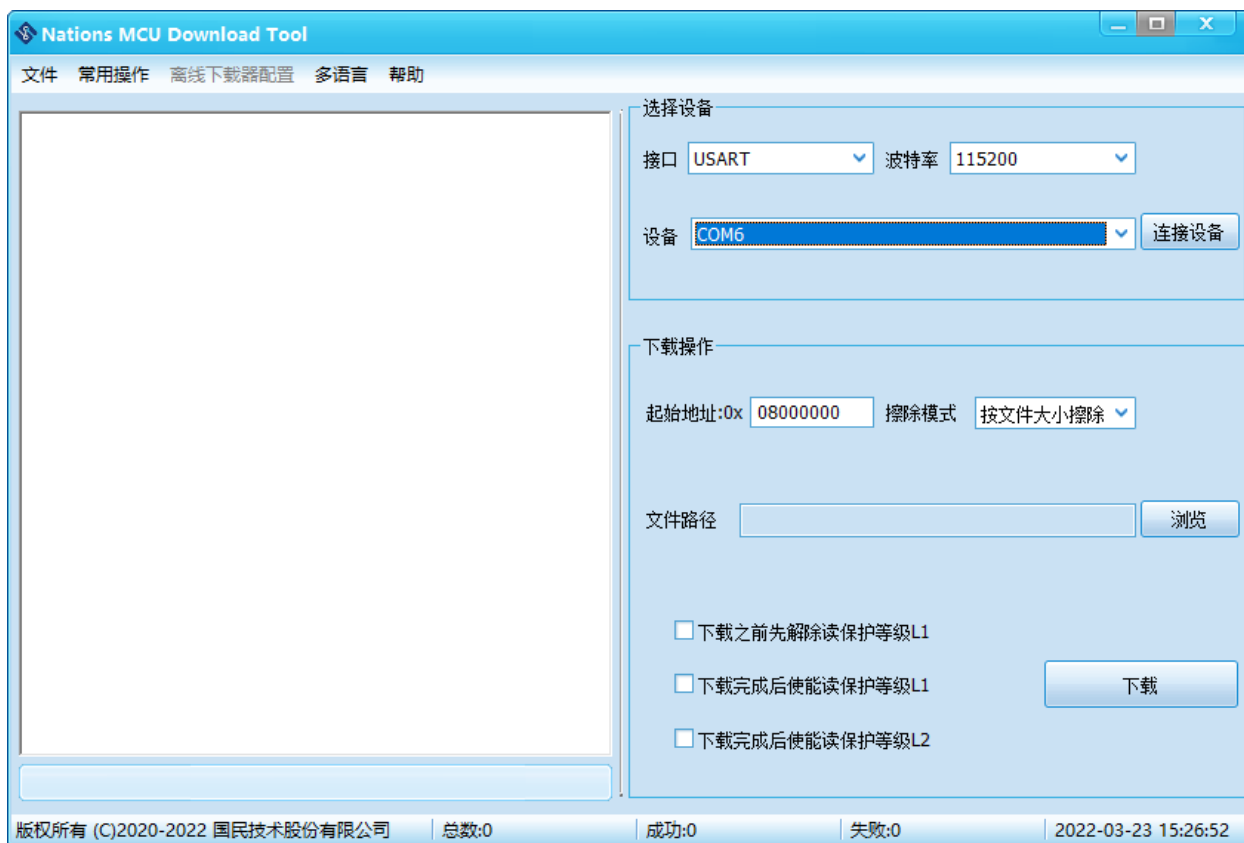 Nations MCU Download Tool
文件 常用操作 离线下载器配置 多语言 帮助
选择设备
接口 USART 波特率 115200
设备 COM6 连接设备
下载操作
起始地址:0x 08000000 擦除模式 按文件大小擦除
文件路径 浏览
下载之前先解除读保护等级L1
下载完成后使能读保护等级L1
下载
下载完成后使能读保护等级L2
版权所有 (C)2020-2022 国民技术股份有限公司 总数:0 成功:0 失败:0 2022-03-23 15:26:52